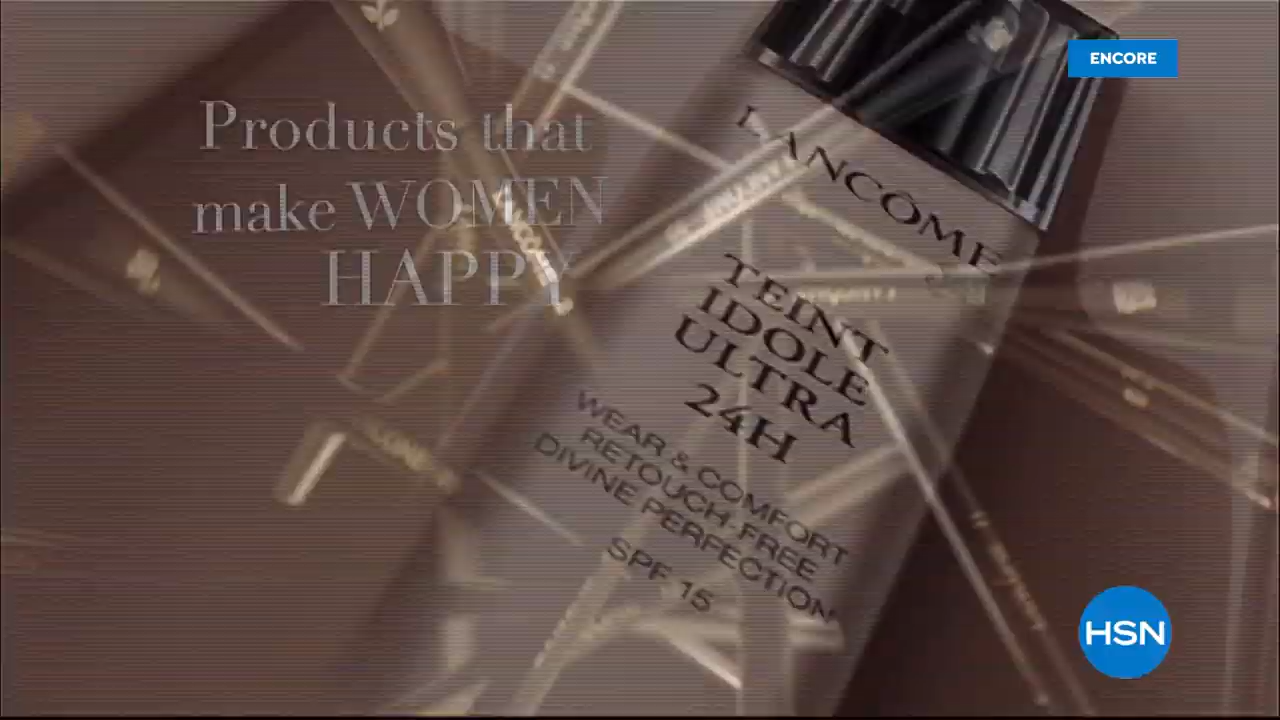 ENCORE
Products that
make WOMEN
HAPPY
LANCÔME
TEINT
IDOLE
ULTRA
24H
WEAR & COMFORT
RETOUCH-FREE
DIVINE PERFECTION
SPF 15
HSN